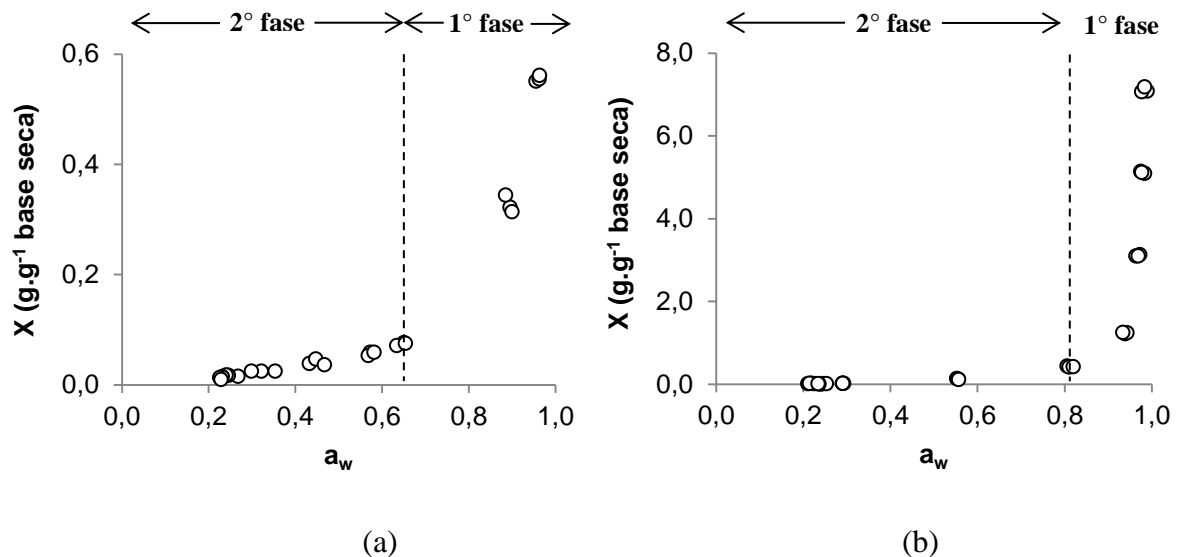 2° fase 1° fase
0,6
0,4
0,2
0,0
X (g.g⁻¹ base seca)
0,0 0,2 0,4 0,6 0,8 1,0
a_w
(a)
2° fase 1° fase
8,0
6,0
4,0
2,0
0,0
X (g.g⁻¹ base seca)
0,0 0,2 0,4 0,6 0,8 1,0
a_w
(b)